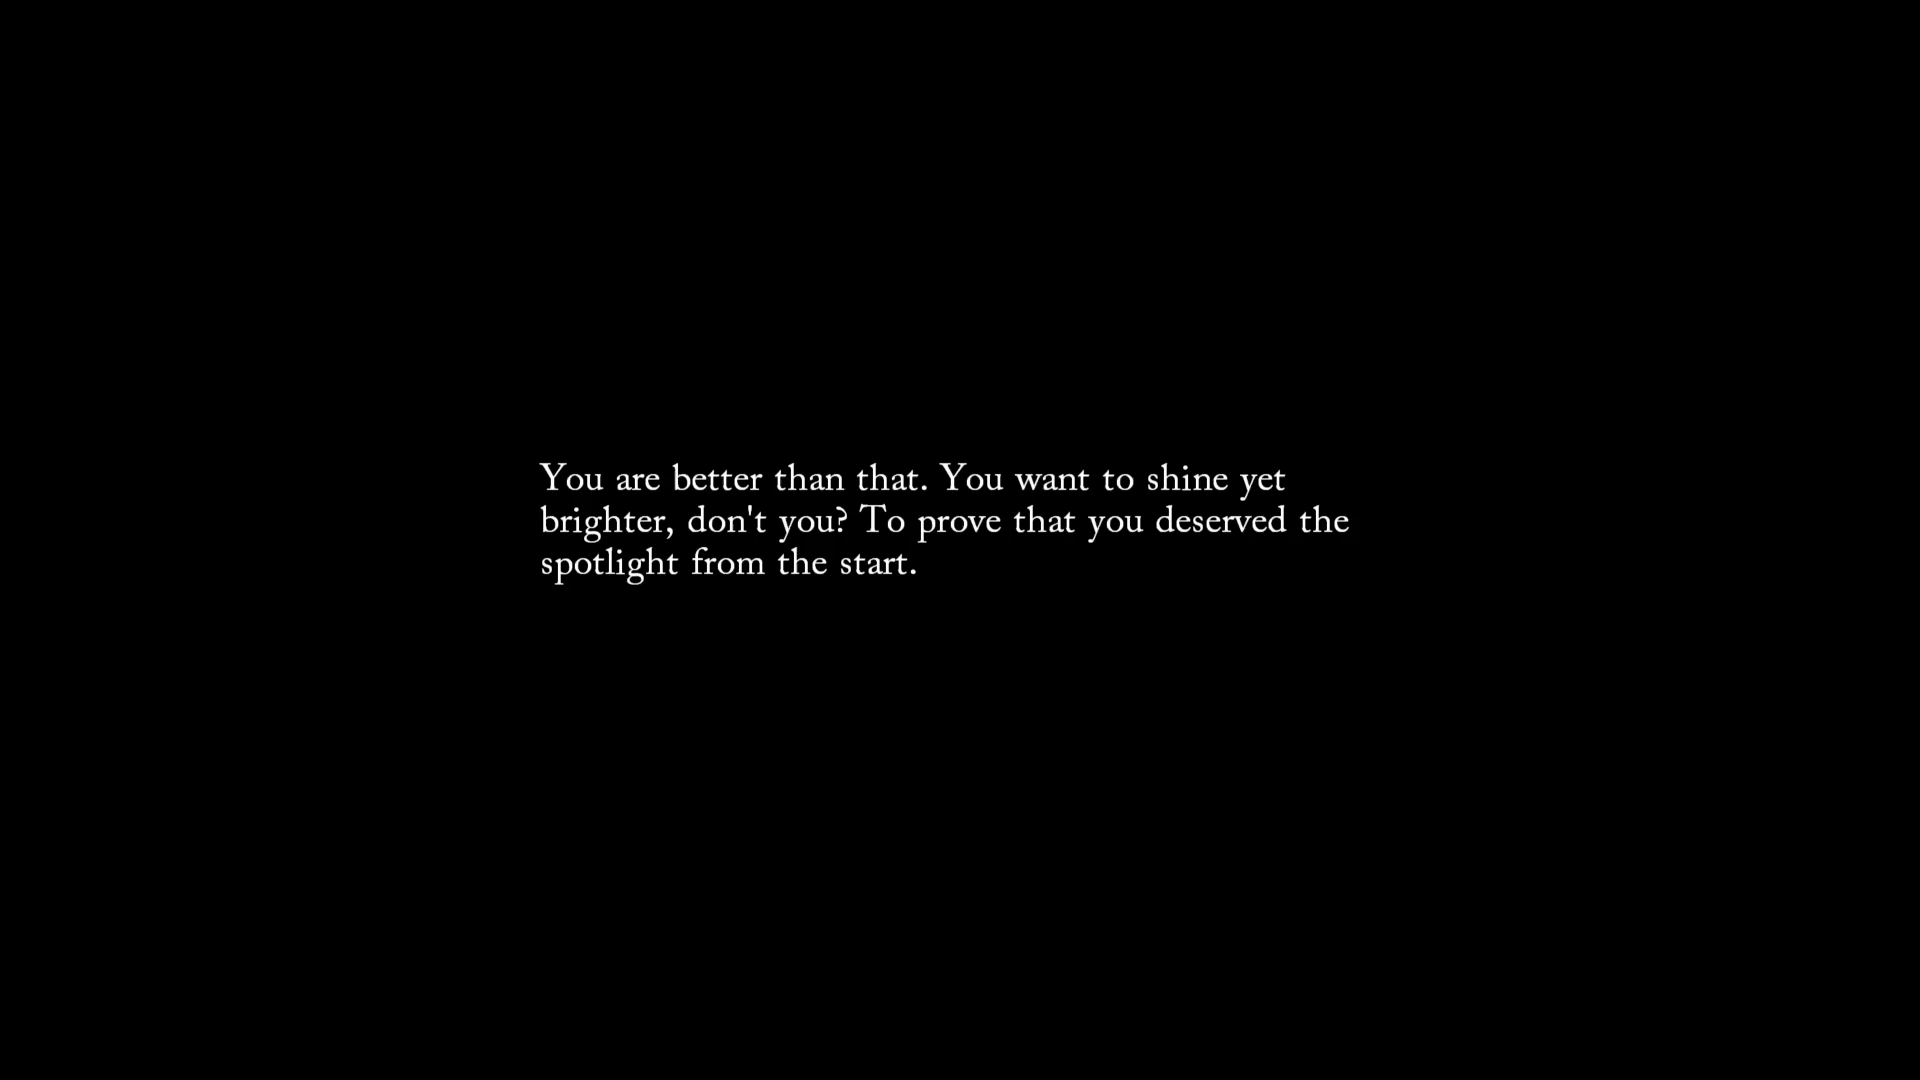 You are better than that. You want to shine yet
brighter, don't you? To prove that you deserved the
spotlight from the start.